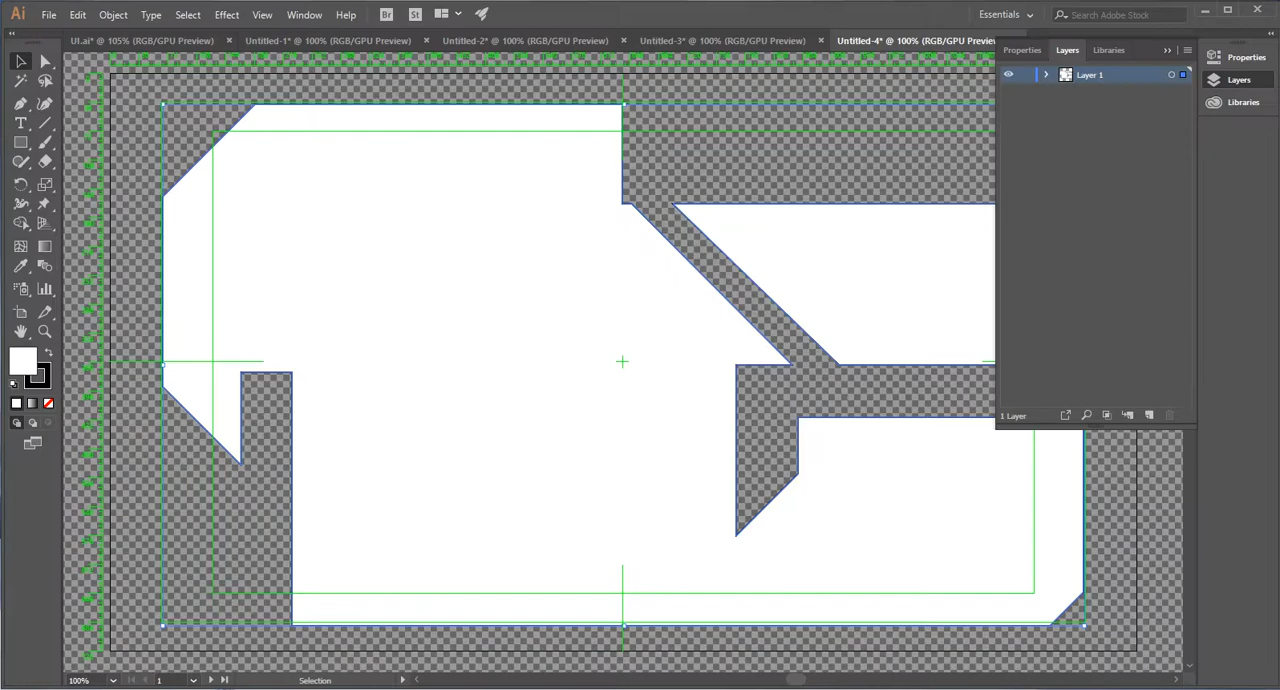 Ai File Edit Object Type Select Effect View Window Help Br St Essentials Search Adobe Stock
UI.ai* @ 105% (RGB/GPU Preview) Untitled-1* @ 100% (RGB/GPU Preview) Untitled-2* @ 100% (RGB/GPU Preview) Untitled-3* @ 100% (RGB/GPU Preview) Untitled-4* @ 100% (RGB/GPU Preview
Properties Layers Libraries
Properties
Layer 1
Layers
Libraries
1 Layer
100% 1 Selection